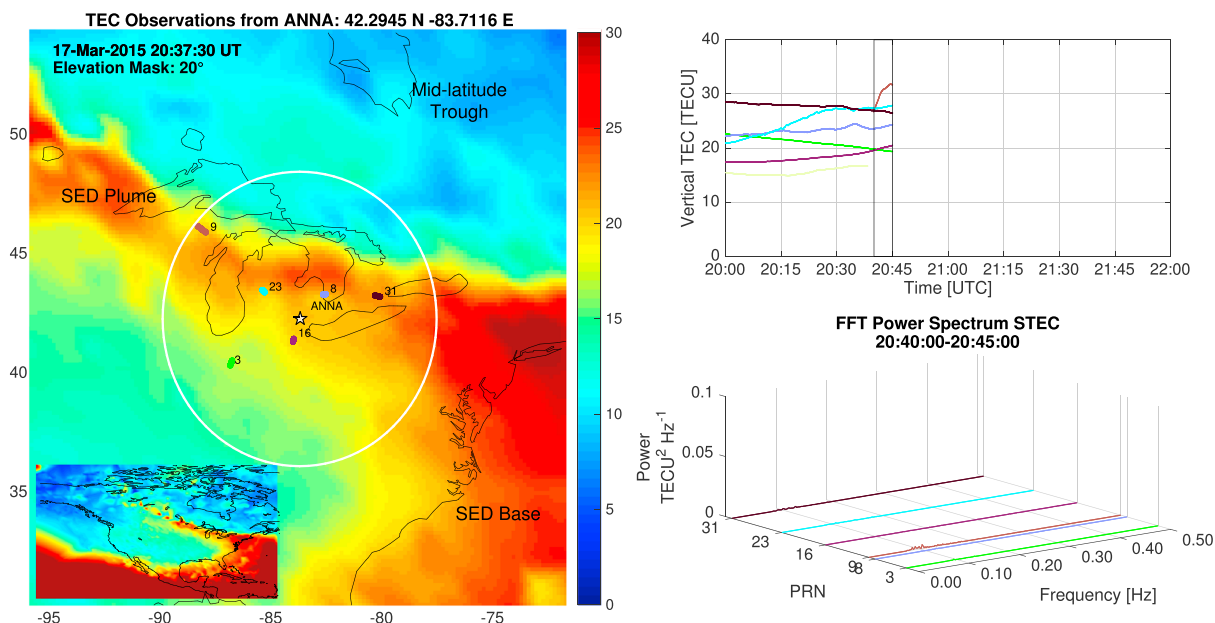 TEC Observations from ANNA: 42.2945 N -83.7116 E
17-Mar-2015 20:37:30 UT
Elevation Mask: 20°
Mid-latitude
Trough
SED Plume
SED Base
9
23
8
31
ANNA
16
3
50
45
40
35
-95
-90
-85
-80
-75
30
25
20
15
10
5
0
Vertical TEC [TECU]
40
30
20
10
0
20:00 20:15 20:30 20:45 21:00 21:15 21:30 21:45 22:00
Time [UTC]
FFT Power Spectrum STEC
20:40:00-20:45:00
Power
TECU² Hz⁻¹
0.1
0.05
0
31
23
16
9
8
3
PRN
0.00
0.10
0.20
0.30
0.40
0.50
Frequency [Hz]